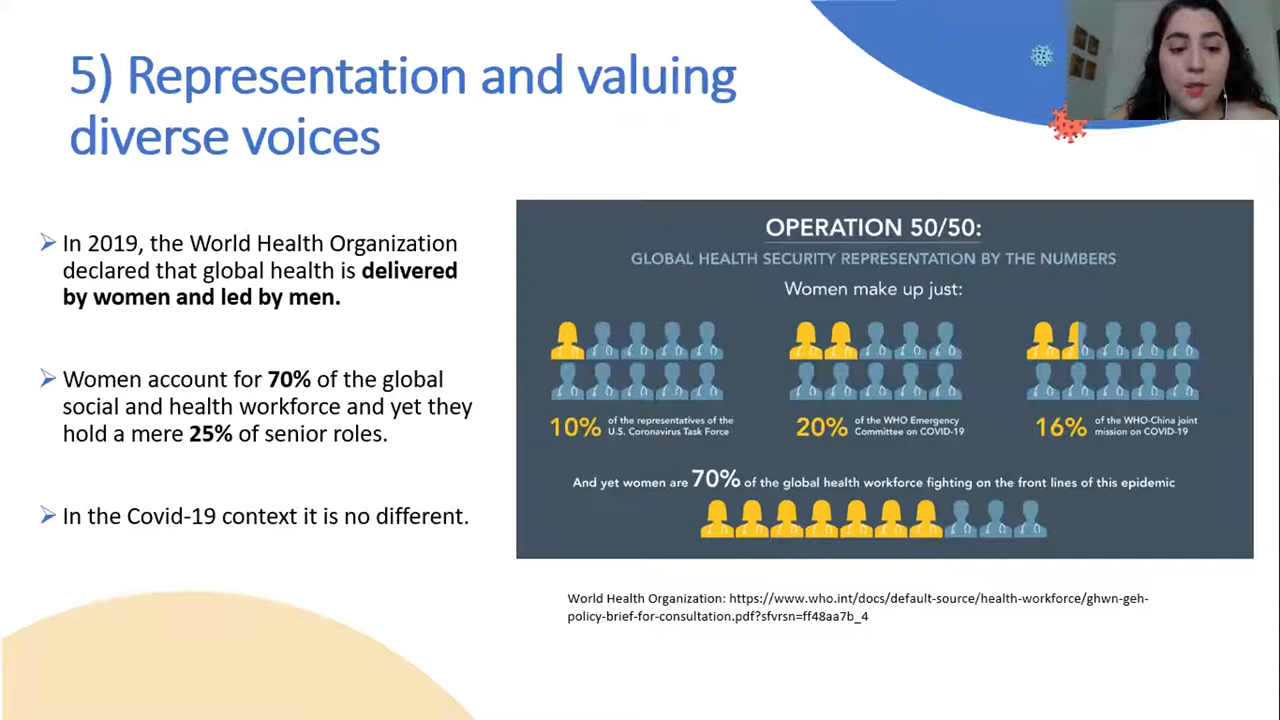 5) Representation and valuing
diverse voices
In 2019, the World Health Organization
declared that global health is delivered
by women and led by men.
Women account for 70% of the global
social and health workforce and yet they
hold a mere 25% of senior roles.
In the Covid-19 context it is no different.
OPERATION 50/50:
GLOBAL HEALTH SECURITY REPRESENTATION BY THE NUMBERS
Women make up just:
10% of the representatives of the
U.S. Coronavirus Task Force
20% of the WHO Emergency
Committee on COVID-19
16% of the WHO-China joint
mission on COVID-19
And yet women are 70% of the global health workforce fighting on the front lines of this epidemic
World Health Organization: https://www.who.int/docs/default-source/health-workforce/ghwn-geh-
policy-brief-for-consultation.pdf?sfvrsn=ff48aa7b_4